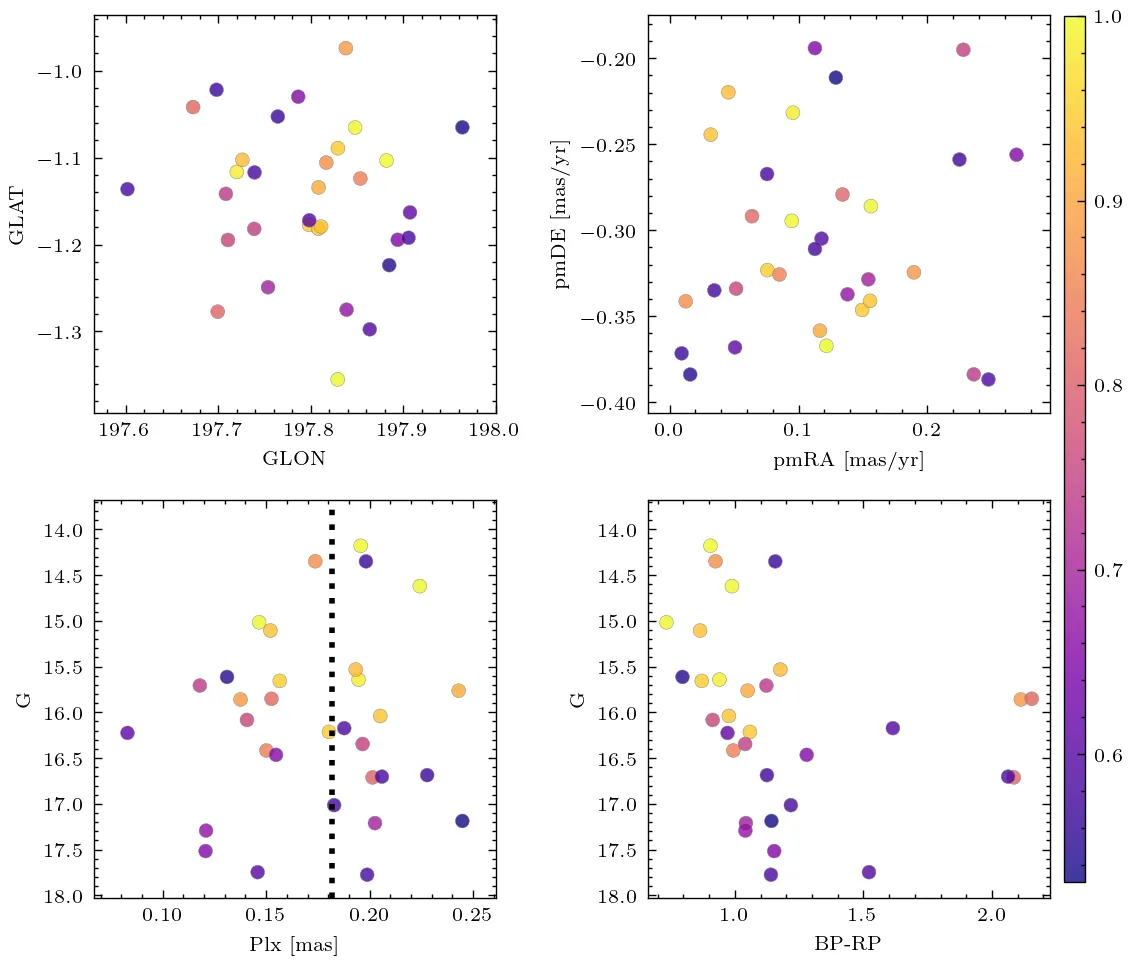 −1.0
−1.1
−1.2
−1.3
GLAT
197.6 197.7 197.8 197.9 198.0
GLON
−0.20
−0.25
−0.30
−0.35
−0.40
pmDE [mas/yr]
0.0 0.1 0.2
pmRA [mas/yr]
14.0
14.5
15.0
15.5
16.0
16.5
17.0
17.5
18.0
G
0.10 0.15 0.20 0.25
Plx [mas]
14.0
14.5
15.0
15.5
16.0
16.5
17.0
17.5
18.0
G
1.0 1.5 2.0
BP-RP
1.0
0.9
0.8
0.7
0.6